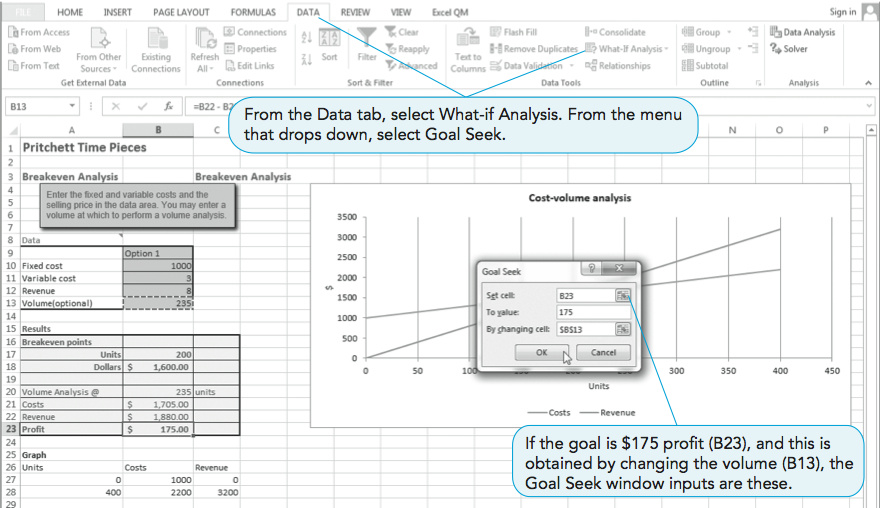 FILE HOME INSERT PAGE LAYOUT FORMULAS DATA REVIEW VIEW Excel QM Sign in
From Access
From Web
From Text
From Other Sources
Existing Connections
Get External Data
Refresh All
Connections
Properties
Edit Links
Connections
Sort
Filter
Clear
Reapply
Advanced
Sort & Filter
Text to Columns
Flash Fill
Remove Duplicates
Data Validation
Consolidate
What-If Analysis
Relationships
Data Tools
Group
Ungroup
Subtotal
Outline
Data Analysis
Solver
Analysis
B13 fx =B22 - B2
From the Data tab, select What-if Analysis. From the menu
that drops down, select Goal Seek.
A B C N O P
1 Pritchett Time Pieces
2
3 Breakeven Analysis Breakeven Analysis
4
5
6
7
Enter the fixed and variable costs and the
selling price in the data area. You may enter a
volume at which to perform a volume analysis.
8 Data
9 Option 1
10 Fixed cost 1000
11 Variable cost 3
12 Revenue 8
13 Volume(optional) 235
14
15 Results
16 Breakeven points
17 Units 200
18 Dollars $ 1,600.00
19
20 Volume Analysis @ 235 units
21 Costs $ 1,705.00
22 Revenue $ 1,880.00
23 Profit $ 175.00
24
25 Graph
26 Units Costs Revenue
27 0 1000 0
28 400 2200 3200
29
Cost-volume analysis
3500
3000
2500
2000
$
1500
1000
500
0
0 50 100 150 200 250 300 350 400 450
Units
Costs Revenue
Goal Seek ?
Set cell: B23
To value: 175
By changing cell: $B$13
OK Cancel
If the goal is $175 profit (B23), and this is
obtained by changing the volume (B13), the
Goal Seek window inputs are these.